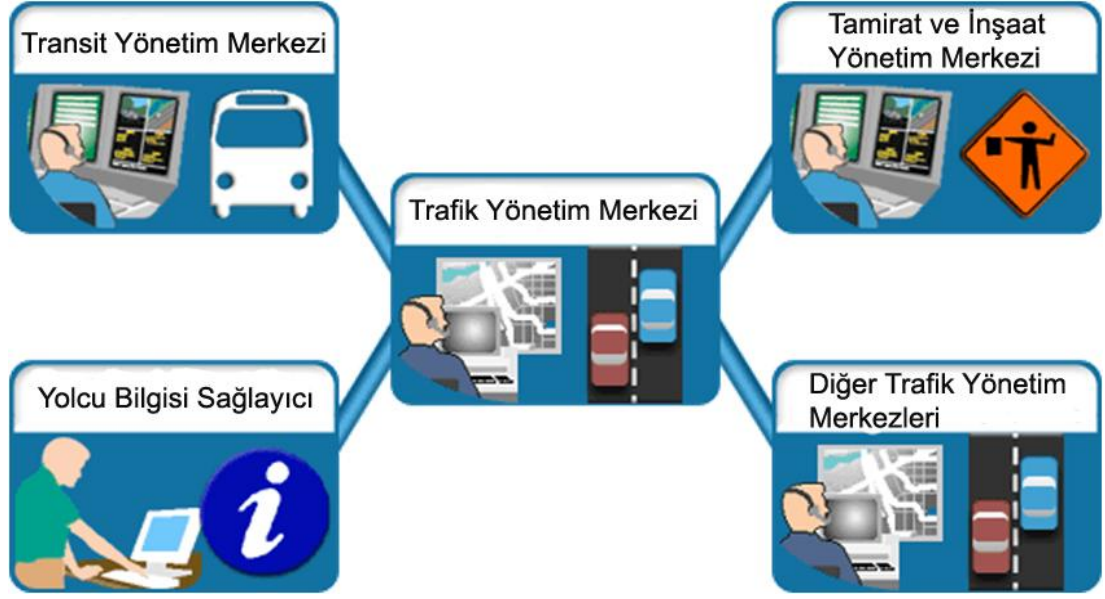 Transit Yönetim Merkezi
Tamirat ve İnşaat
Yönetim Merkezi
Trafik Yönetim Merkezi
Yolcu Bilgisi Sağlayıcı
Diğer Trafik Yönetim
Merkezleri
i